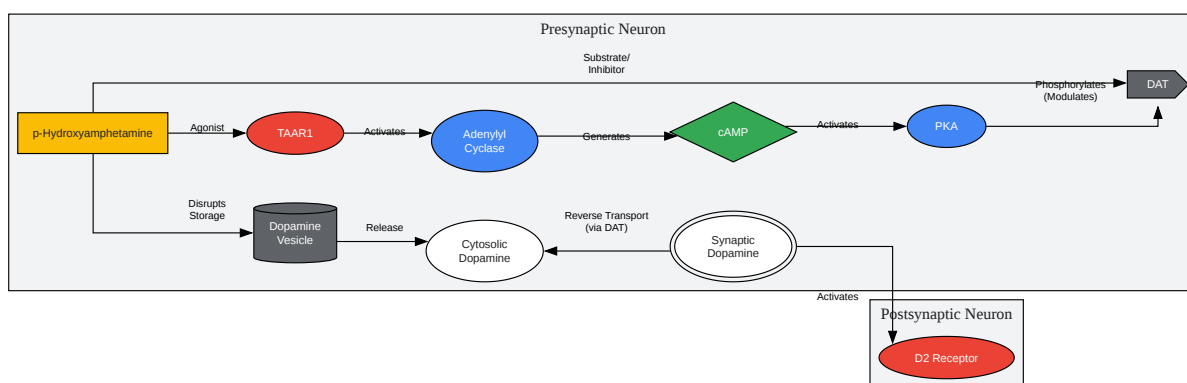 Presynaptic Neuron
Substrate/
Inhibitor
Phosphorylates
(Modulates)
DAT
p-Hydroxyamphetamine
Agonist
TAAR1
Activates
Adenylyl
Cyclase
Generates
cAMP
Activates
PKA
Disrupts
Storage
Dopamine
Vesicle
Release
Cytosolic
Dopamine
Reverse Transport
(via DAT)
Synaptic
Dopamine
Activates
Postsynaptic Neuron
D2 Receptor